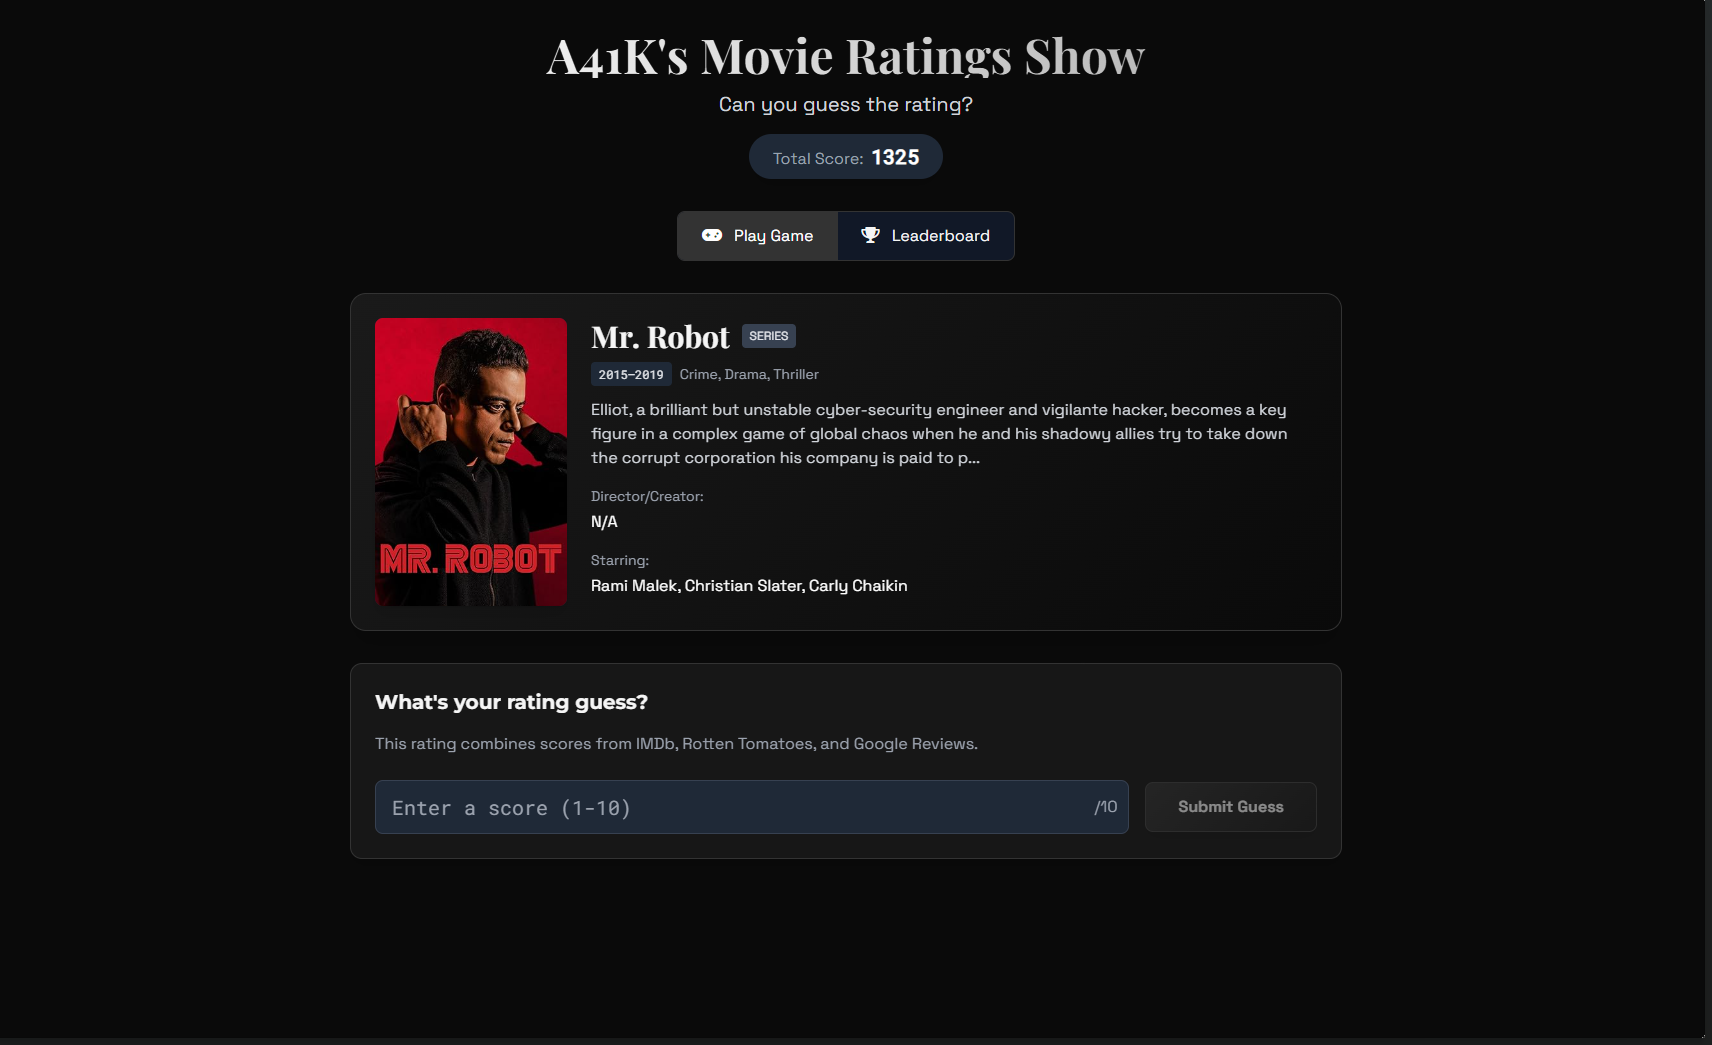 A41K's Movie Ratings Show
Can you guess the rating?
Total Score: 1325
Play Game
Leaderboard
MR. ROBOT
Mr. Robot SERIES
2015–2019 Crime, Drama, Thriller
Elliot, a brilliant but unstable cyber-security engineer and vigilante hacker, becomes a key
figure in a complex game of global chaos when he and his shadowy allies try to take down
the corrupt corporation his company is paid to p...
Director/Creator:
N/A
Starring:
Rami Malek, Christian Slater, Carly Chaikin
What's your rating guess?
This rating combines scores from IMDb, Rotten Tomatoes, and Google Reviews.
Enter a score (1-10) /10
Submit Guess